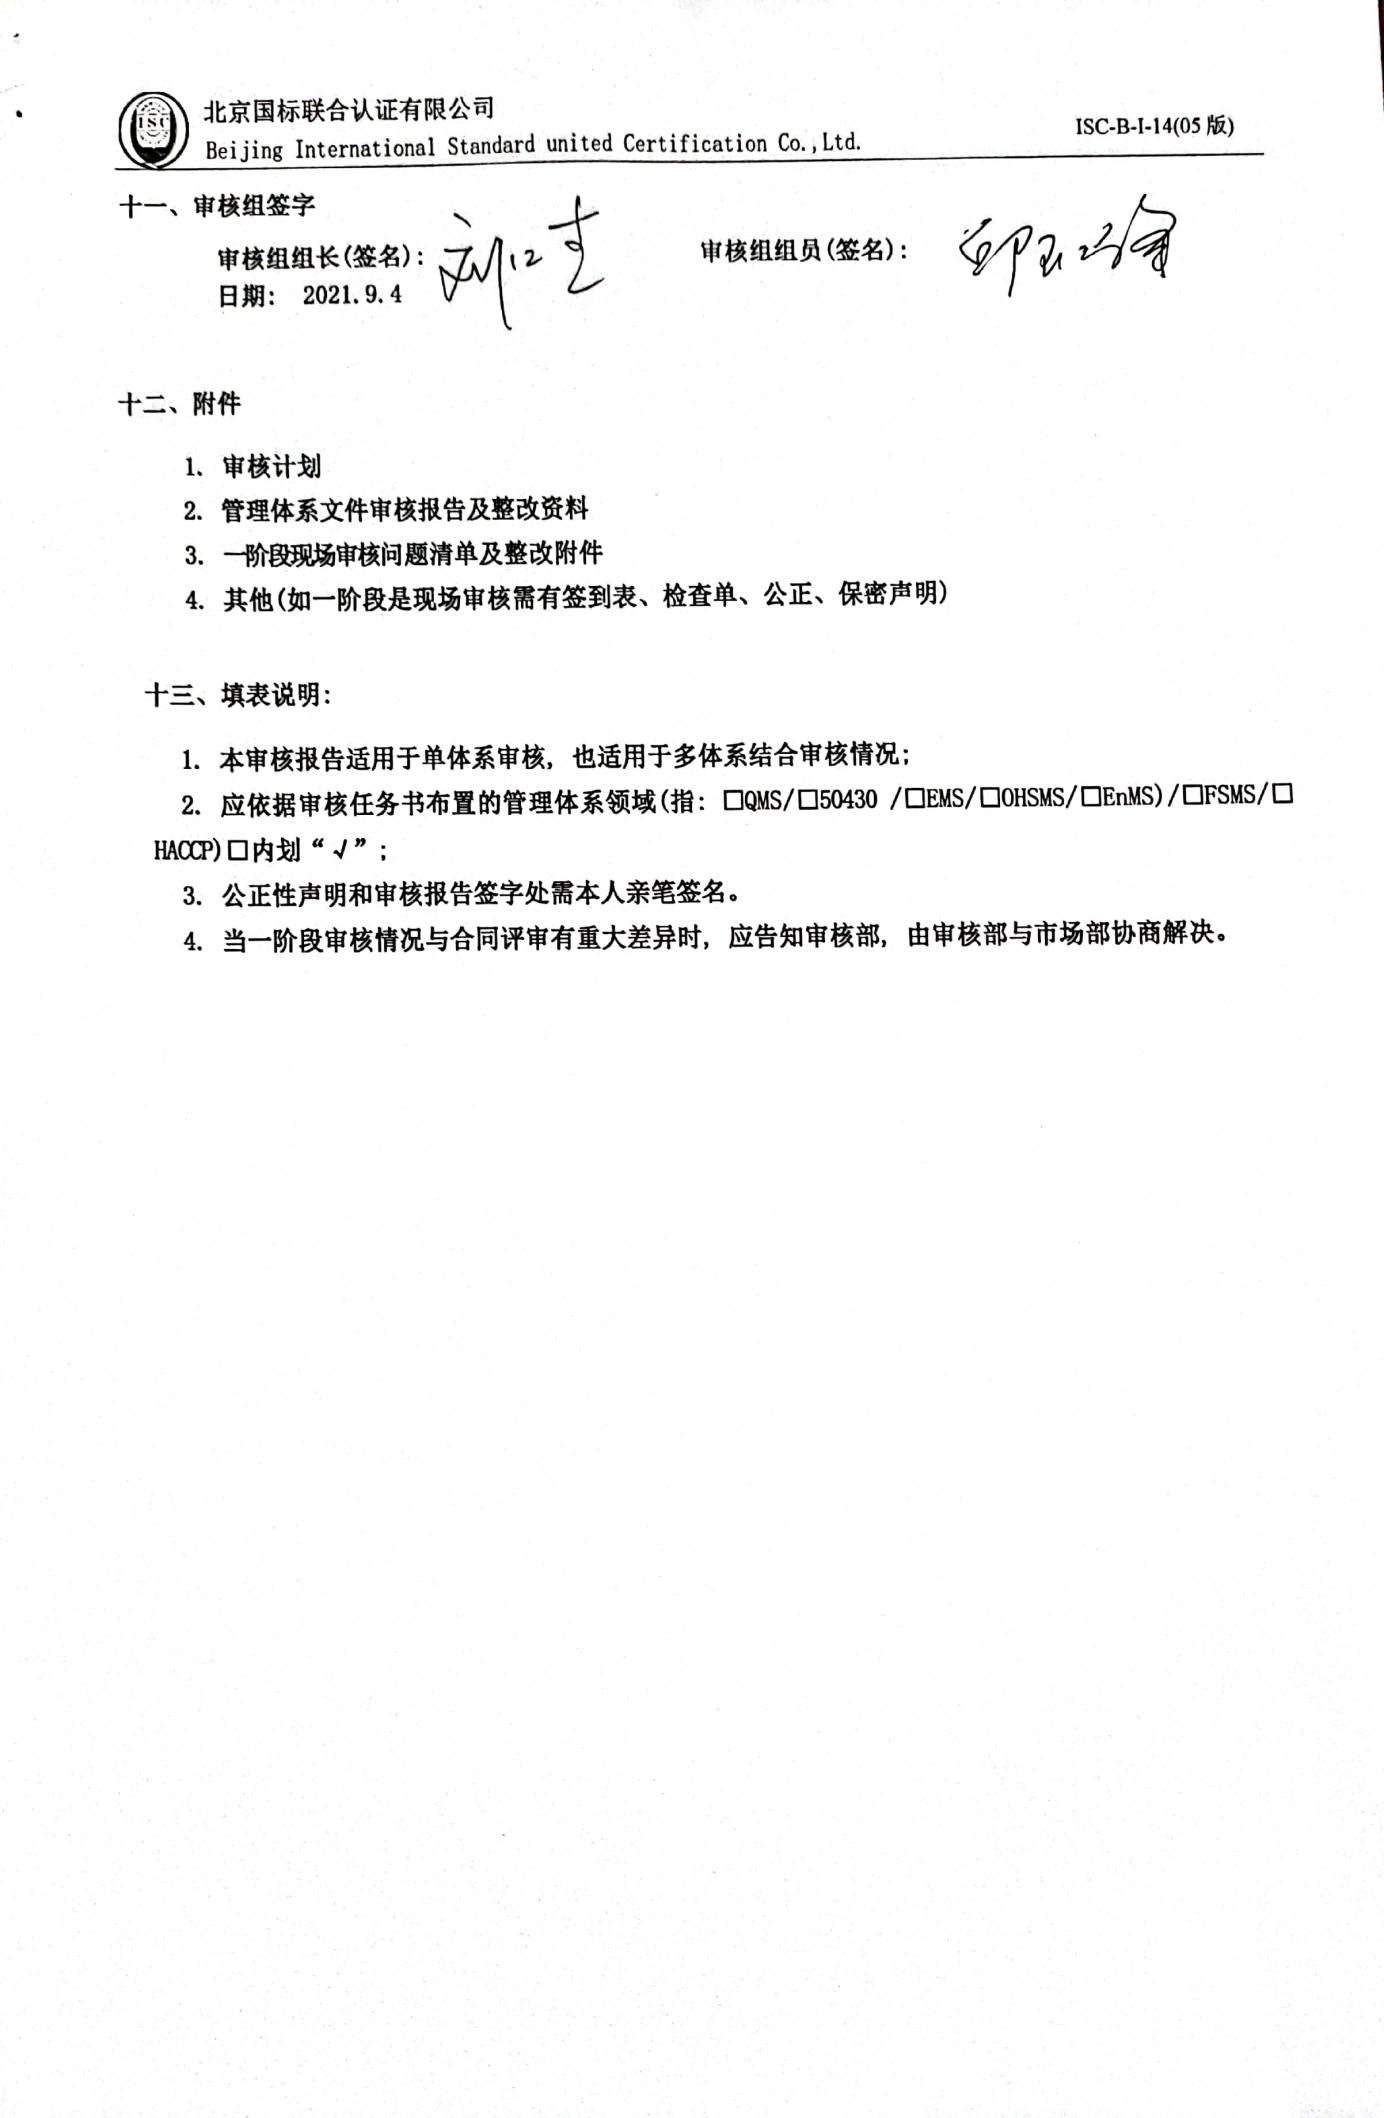 ISC
北京国标联合认证有限公司
Beijing International Standard united Certification Co.,Ltd.
ISC-B-I-14(05 版)
十一、审核组签字
审核组组长(签名):
审核组组员(签名):
日期: 2021.9.4
十二、附件
1. 审核计划
2. 管理体系文件审核报告及整改资料
3. 一阶段现场审核问题清单及整改附件
4. 其他(如一阶段是现场审核需有签到表、检查单、公正、保密声明)
十三、填表说明:
1. 本审核报告适用于单体系审核, 也适用于多体系结合审核情况;
2. 应依据审核任务书布置的管理体系领域(指: □QMS/□50430 /□EMS/□OHSMS/□EnMS)/□FSMS/□
HACCP)□内划“√”;
3. 公正性声明和审核报告签字处需本人亲笔签名。
4. 当一阶段审核情况与合同评审有重大差异时, 应告知审核部, 由审核部与市场部协商解决。